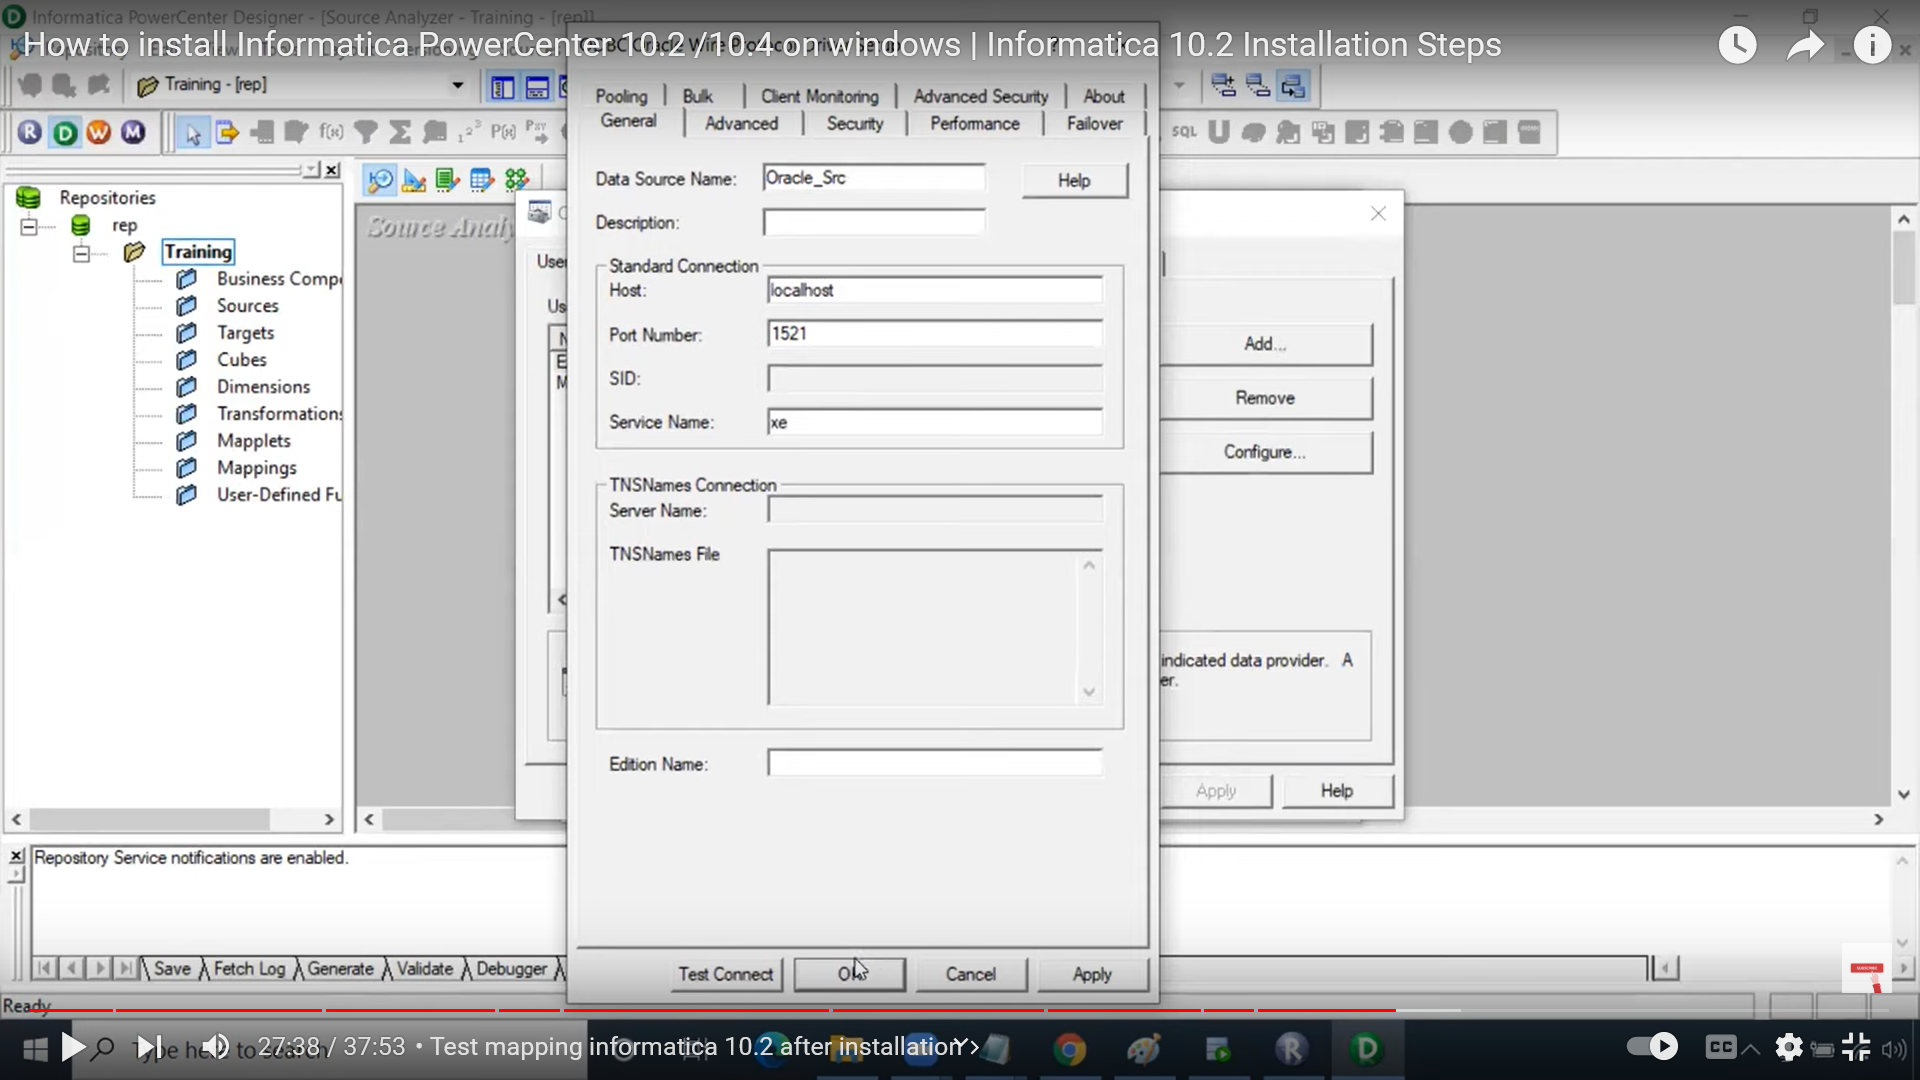 Informatica PowerCenter Designer - [Source Analyzer - Training - [rep]]
How to install Informatica PowerCenter 10.2 /10.4 on windows | Informatica 10.2 Installation Steps
Training - [rep]
Pooling
Bulk
Client Monitoring
Advanced Security
About
General
Advanced
Security
Performance
Failover
R
D
W
M
f(x)
P(x)
SQL
Repositories
rep
Training
Business Compo
Sources
Targets
Cubes
Dimensions
Transformations
Mapplets
Mappings
User-Defined Fu
Source Analy
User
Us
Data Source Name:
Oracle_Src
Help
Description:
Standard Connection
Host:
localhost
Port Number:
1521
SID:
Service Name:
xe
TNSNames Connection
Server Name:
TNSNames File
Edition Name:
Test Connect
OK
Cancel
Apply
Add...
Remove
Configure...
indicated data provider. A
er.
Apply
Help
Repository Service notifications are enabled.
Save
Fetch Log
Generate
Validate
Debugger
Ready
Type here to search
27:38 / 37:53 • Test mapping informatica 10.2 after installation
CC
R
D